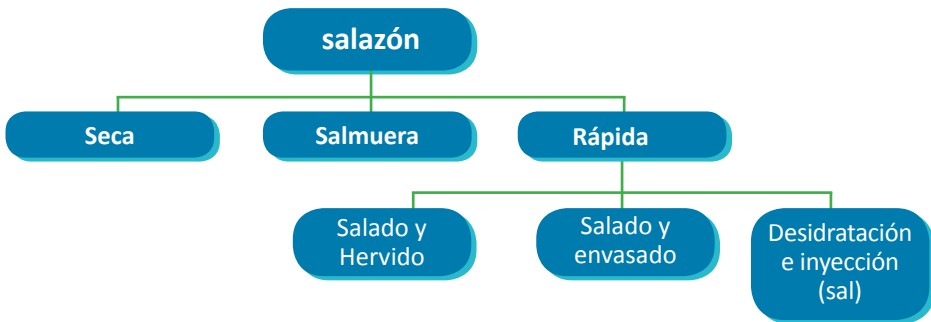 salazón
Seca
Salmuera
Rápida
Salado y
Hervido
Salado y
envasado
Desidratación
e inyección
(sal)